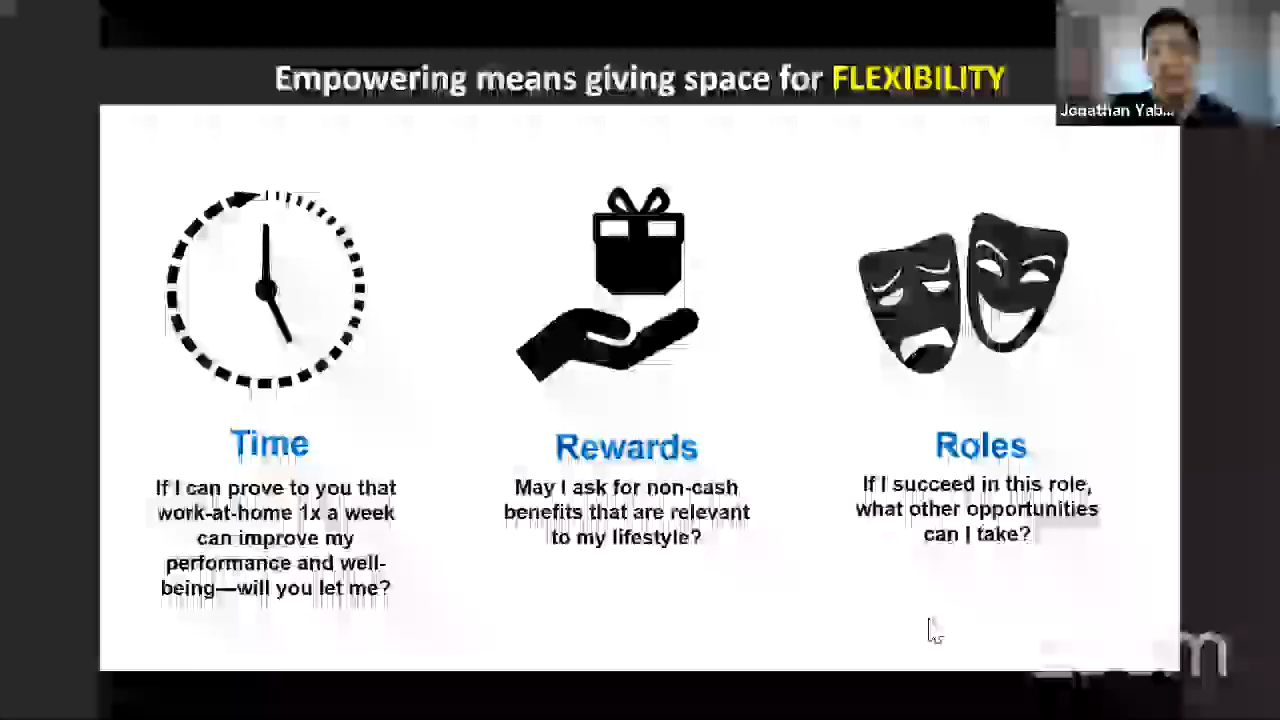 Empowering means giving space for FLEXIBILITY
Jonathan Yab...
Time
If I can prove to you that
work-at-home 1x a week
can improve my
performance and well-
being—will you let me?
Rewards
May I ask for non-cash
benefits that are relevant
to my lifestyle?
Roles
If I succeed in this role,
what other opportunities
can I take?